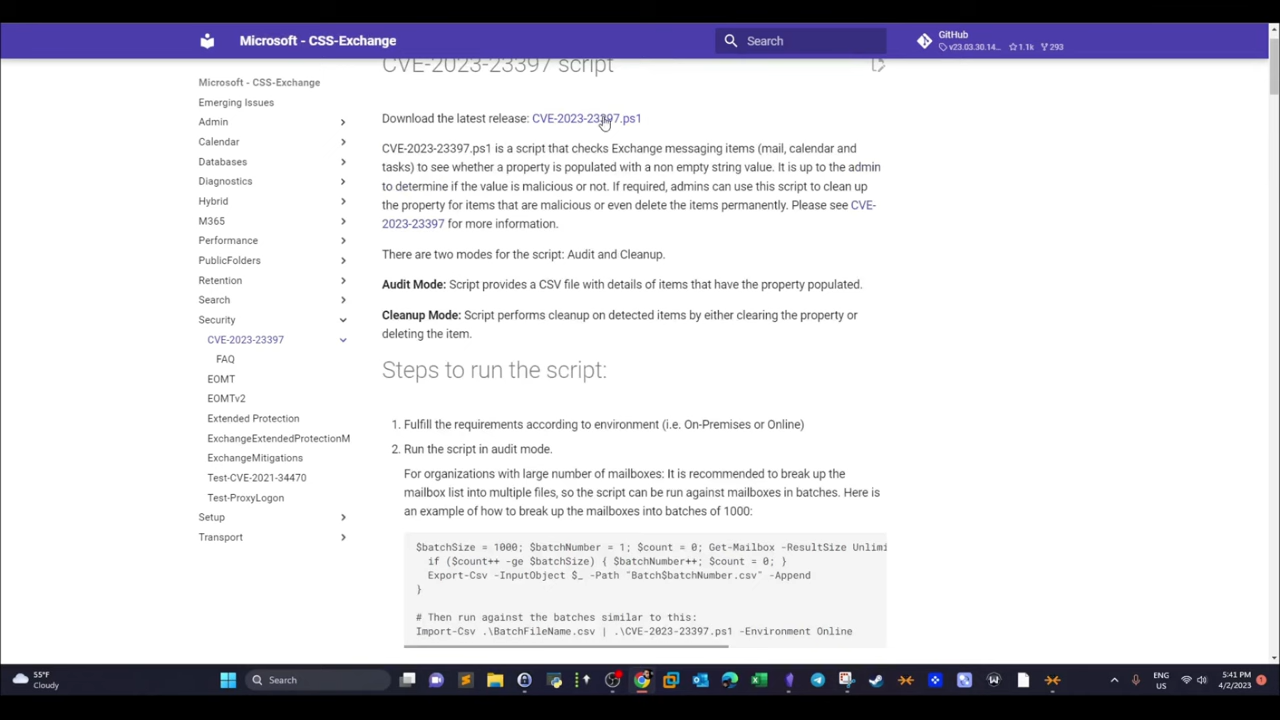 Microsoft - CSS-Exchange
Search
GitHub
v23.03.30.14... 1.1k 293
Microsoft - CSS-Exchange
Emerging Issues
Admin
Calendar
Databases
Diagnostics
Hybrid
M365
Performance
PublicFolders
Retention
Search
Security
CVE-2023-23397
FAQ
EOMT
EOMTv2
Extended Protection
ExchangeExtendedProtectionM
ExchangeMitigations
Test-CVE-2021-34470
Test-ProxyLogon
Setup
Transport
CVE-2023-23397 script
Download the latest release: CVE-2023-23397.ps1
CVE-2023-23397.ps1 is a script that checks Exchange messaging items (mail, calendar and
tasks) to see whether a property is populated with a non empty string value. It is up to the admin
to determine if the value is malicious or not. If required, admins can use this script to clean up
the property for items that are malicious or even delete the items permanently. Please see CVE-
2023-23397 for more information.
There are two modes for the script: Audit and Cleanup.
Audit Mode: Script provides a CSV file with details of items that have the property populated.
Cleanup Mode: Script performs cleanup on detected items by either clearing the property or
deleting the item.
Steps to run the script:
1. Fulfill the requirements according to environment (i.e. On-Premises or Online)
2. Run the script in audit mode.
For organizations with large number of mailboxes: It is recommended to break up the
mailbox list into multiple files, so the script can be run against mailboxes in batches. Here is
an example of how to break up the mailboxes into batches of 1000:
$batchSize = 1000; $batchNumber = 1; $count = 0; Get-Mailbox -ResultSize Unlimi
if ($count++ -ge $batchSize) { $batchNumber++; $count = 0; }
Export-Csv -InputObject $_ -Path "Batch$batchNumber.csv" -Append
}
# Then run against the batches similar to this:
Import-Csv .\BatchFileName.csv | .\CVE-2023-23397.ps1 -Environment Online
55°F
Cloudy
Search
ENG
US
5:41 PM
4/2/2023